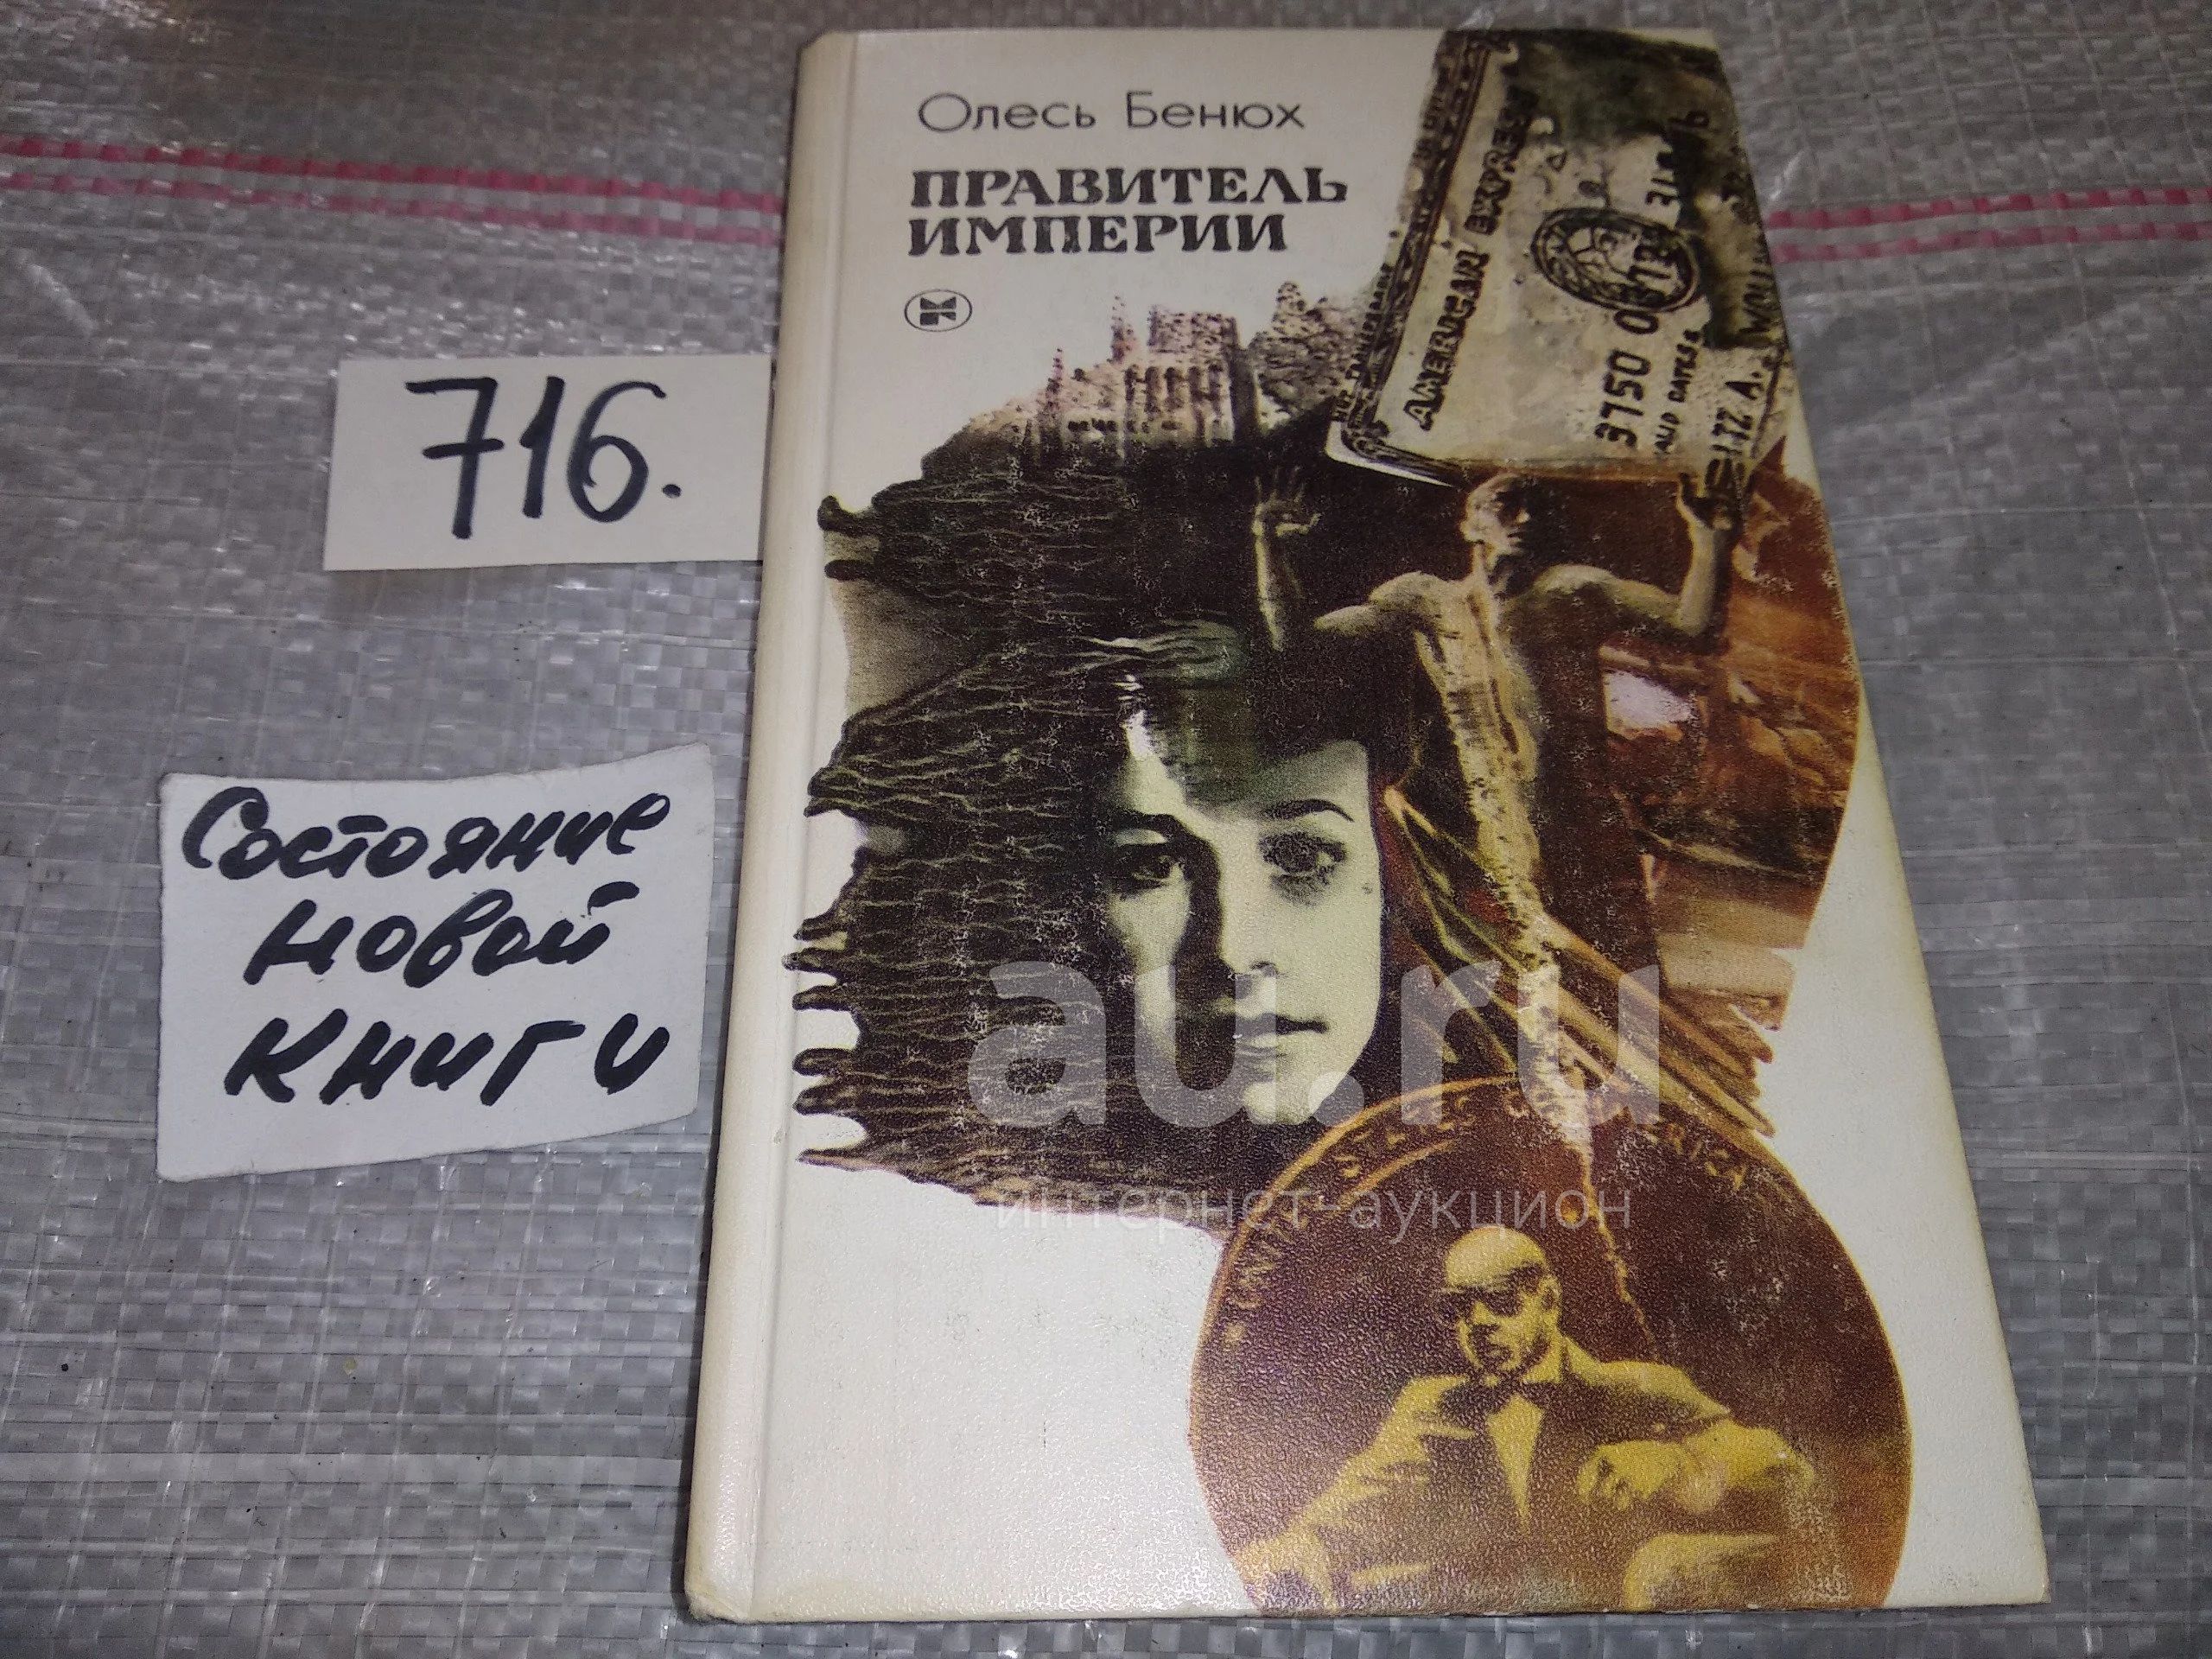 Олесь Бенюх
ПРАВИТЕЛЬ
ИМПЕРИИ
716.
Состояние
новой
книги
AMERICAN EXPRESS
3750
au.ru
интернет-аукцион